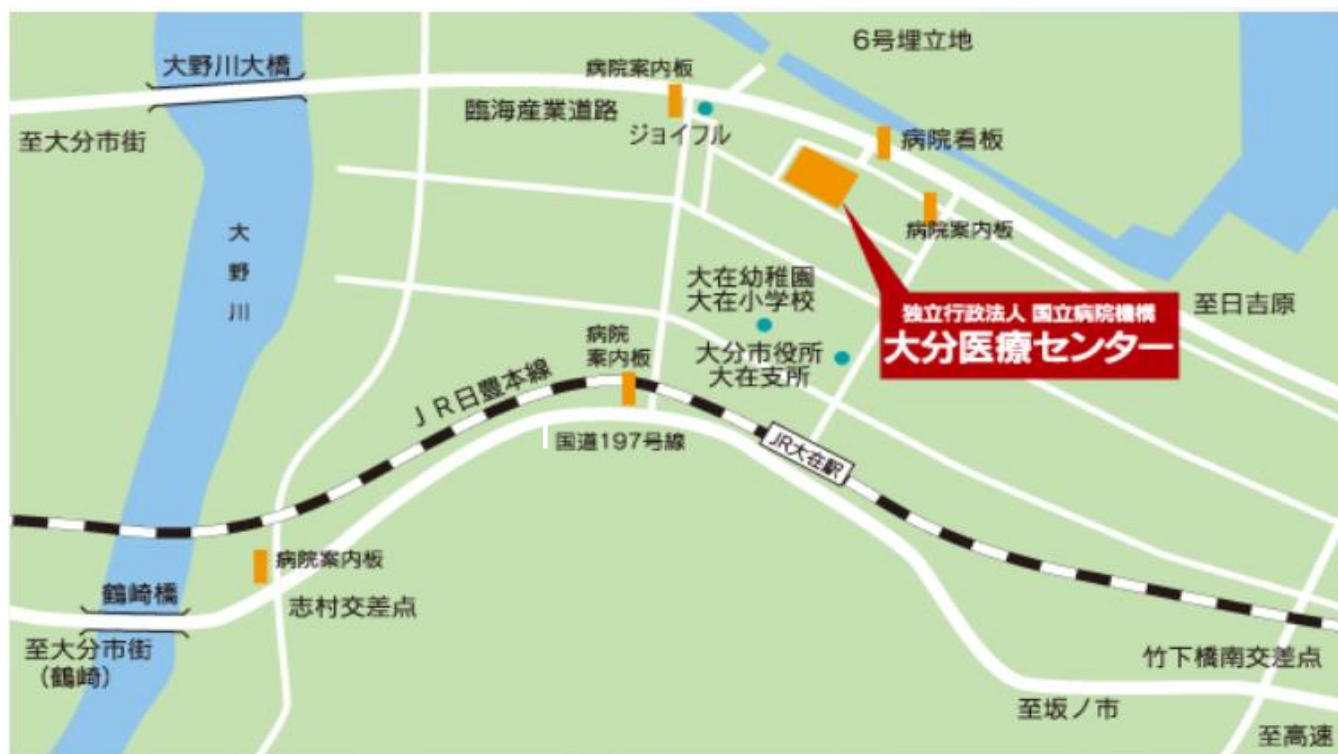 6号埋立地
大野川大橋
病院案内板
臨海産業道路
ジョイフル
至大分市街
病院看板
病院案内板
大野川
大在幼稚園
大在小学校
独立行政法人 国立病院機構
大分医療センター
至日吉原
病院
案内板
大分市役所
大在支所
JR日豊本線
国道197号線
JR大在駅
病院案内板
鶴崎橋
志村交差点
至大分市街
(鶴崎)
竹下橋南交差点
至坂ノ市
至高速